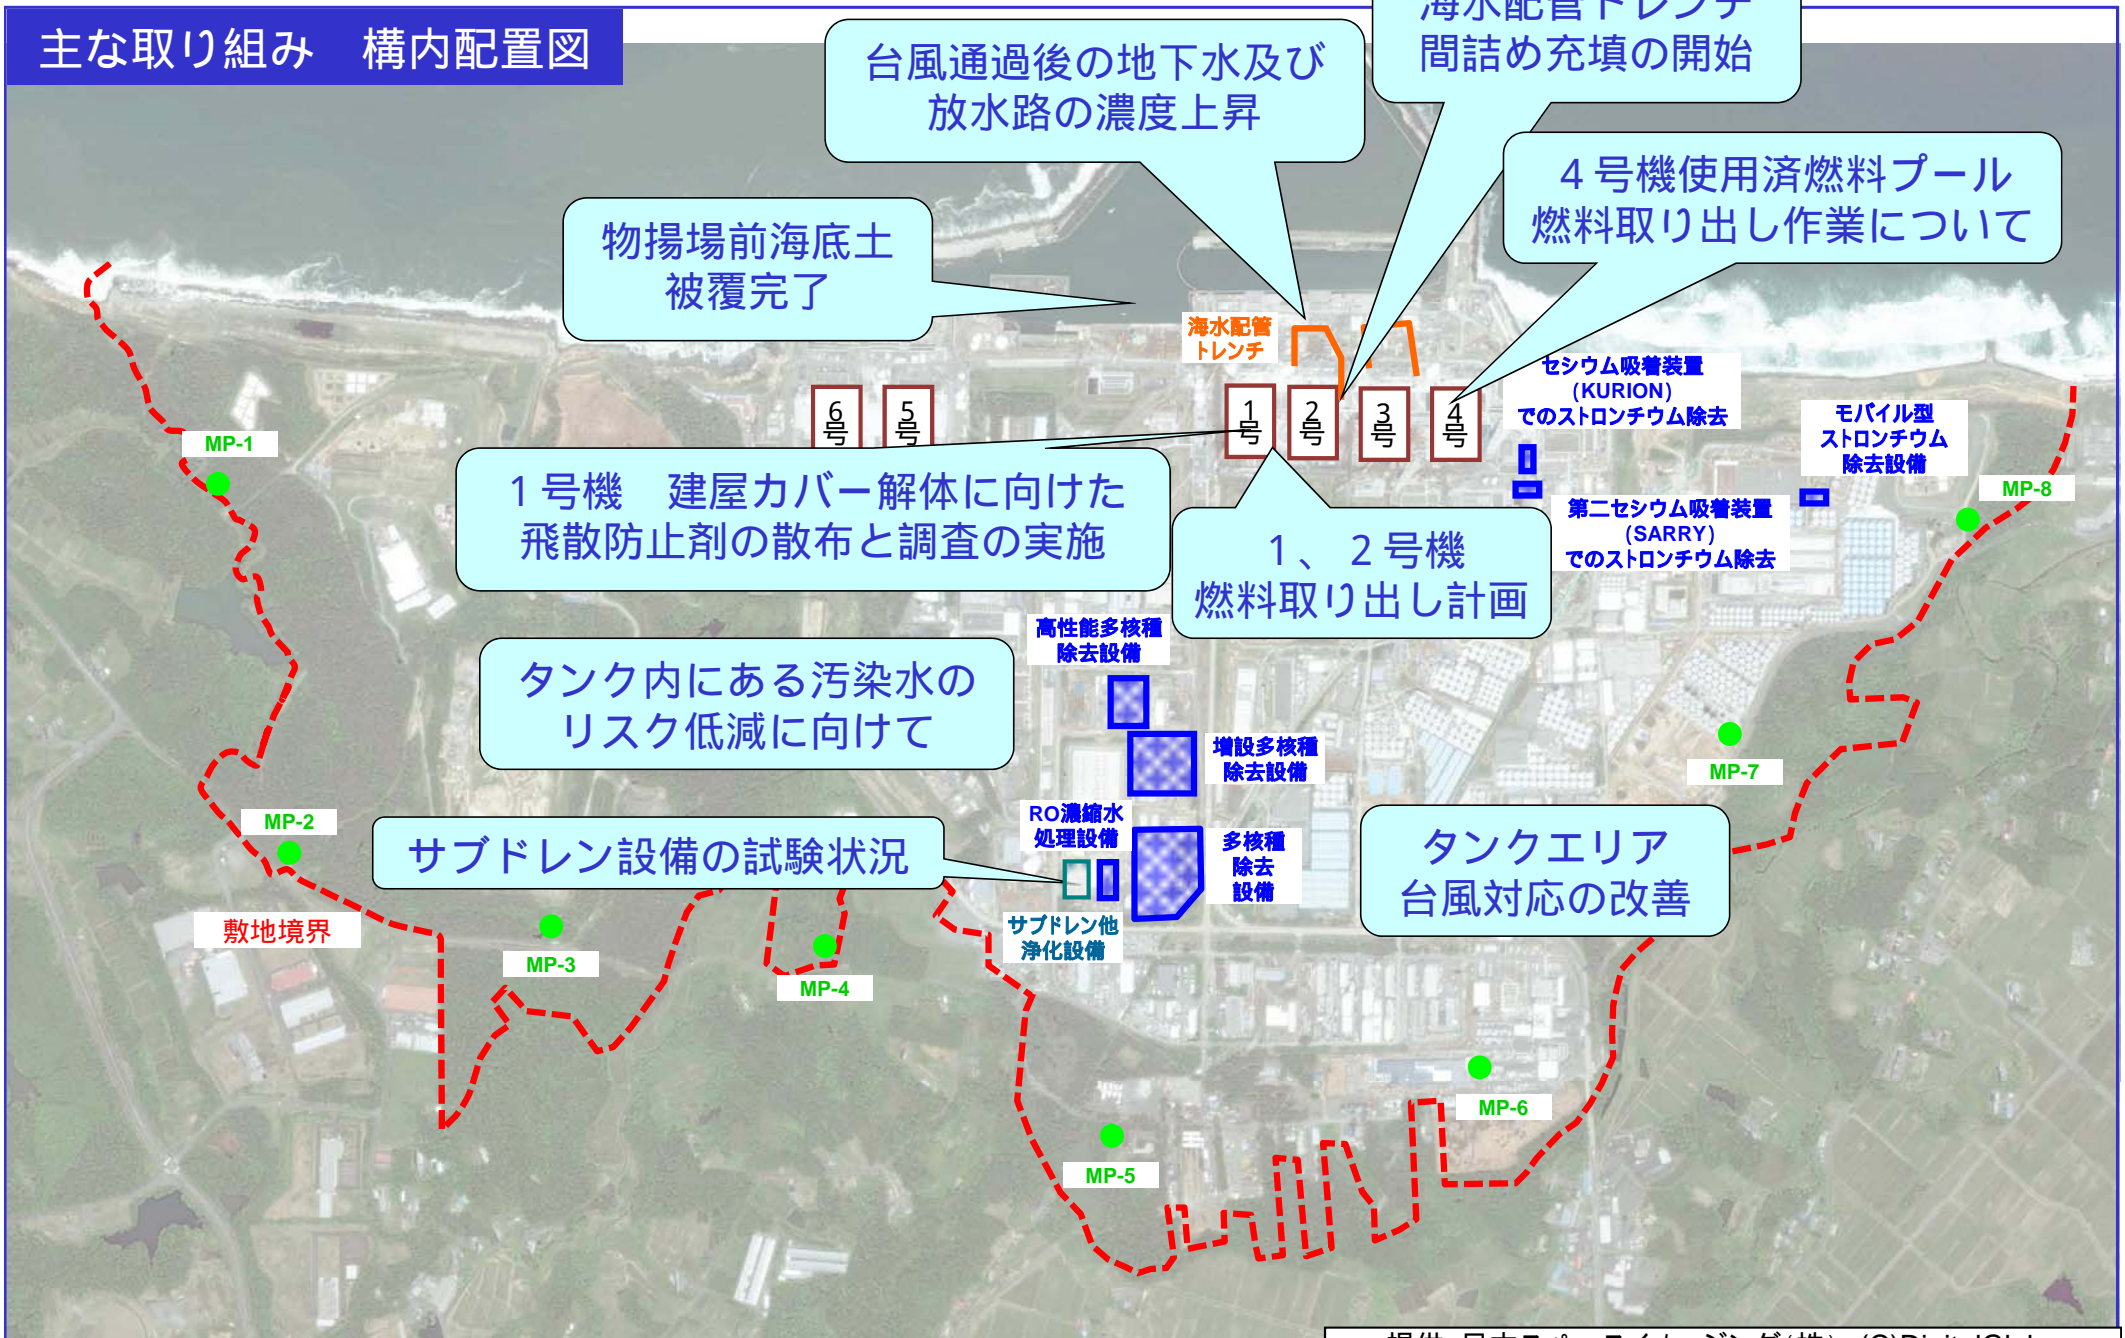 主な取り組み　構内配置図
海水配管トレンチ
間詰め充填の開始
台風通過後の地下水及び
放水路の濃度上昇
４号機使用済燃料プール
燃料取り出し作業について
物揚場前海底土
被覆完了
海水配管
トレンチ
セシウム吸着装置
(KURION)
でのストロンチウム除去
モバイル型
ストロンチウム
除去設備
6号
5号
1号
2号
3号
4号
MP-1
MP-8
１号機　建屋カバー解体に向けた
飛散防止剤の散布と調査の実施
第二セシウム吸着装置
(SARRY)
でのストロンチウム除去
１、２号機
燃料取り出し計画
高性能多核種
除去設備
タンク内にある汚染水の
リスク低減に向けて
増設多核種
除去設備
MP-7
MP-2
RO濃縮水
処理設備
サブドレン設備の試験状況
多核種
除去
設備
タンクエリア
台風対応の改善
敷地境界
サブドレン他
浄化設備
MP-3
MP-4
MP-6
MP-5